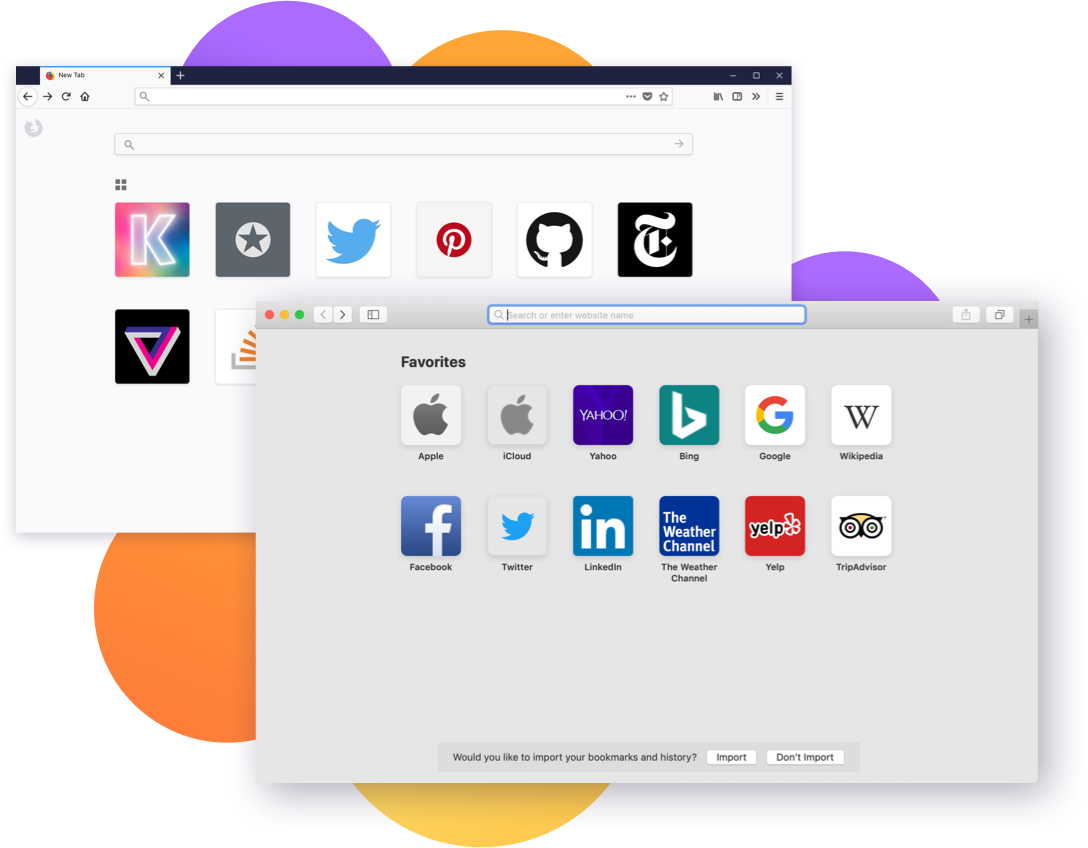 New Tab
K
T
Search or enter website name
Favorites
YAHOO!
b
G
W
Apple
iCloud
Yahoo
Bing
Google
Wikipedia
f
in
The
Weather
Channel
yelp
Facebook
Twitter
LinkedIn
The Weather
Channel
Yelp
TripAdvisor
Would you like to import your bookmarks and history?
Import
Don't Import